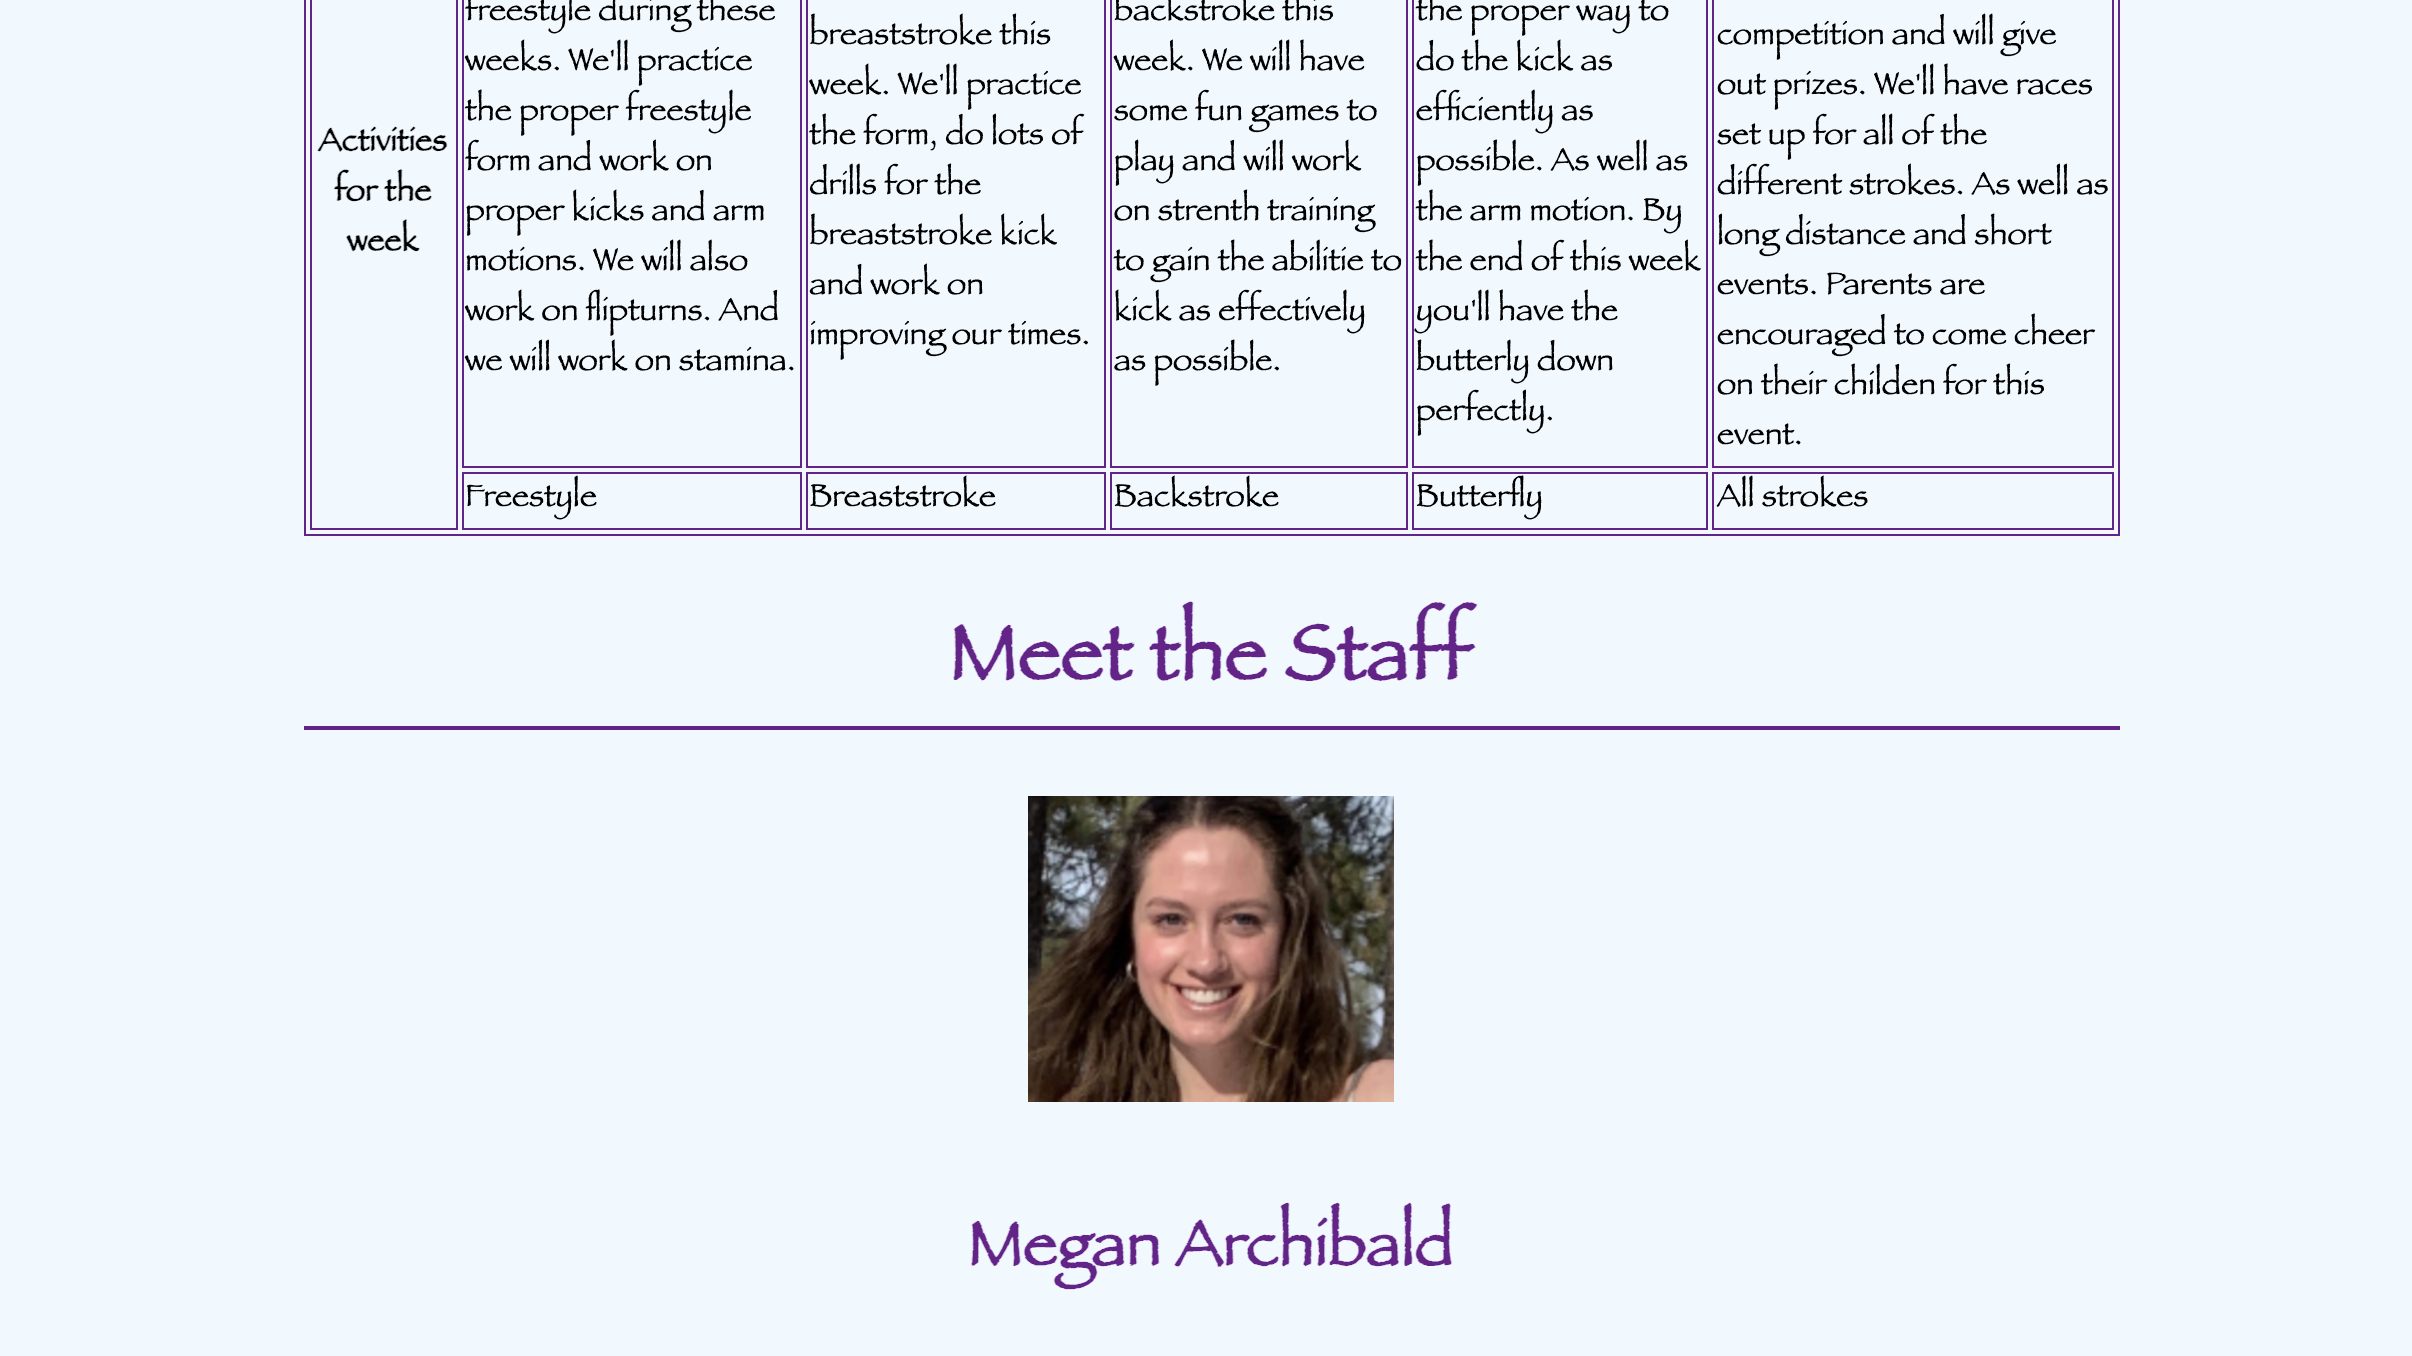 Activities
for the
week
freestyle during these
weeks. We'll practice
the proper freestyle
form and work on
proper kicks and arm
motions. We will also
work on flipturns. And
we will work on stamina.
breaststroke this
week. We'll practice
the form, do lots of
drills for the
breaststroke kick
and work on
improving our times.
backstroke this
week. We will have
some fun games to
play and will work
on strenth training
to gain the abilitie to
kick as effectively
as possible.
the proper way to
do the kick as
efficiently as
possible. As well as
the arm motion. By
the end of this week
you'll have the
butterly down
perfectly.
competition and will give
out prizes. We'll have races
set up for all of the
different strokes. As well as
long distance and short
events. Parents are
encouraged to come cheer
on their childen for this
event.
Freestyle
Breaststroke
Backstroke
Butterfly
All strokes
Meet the Staff
Megan Archibald